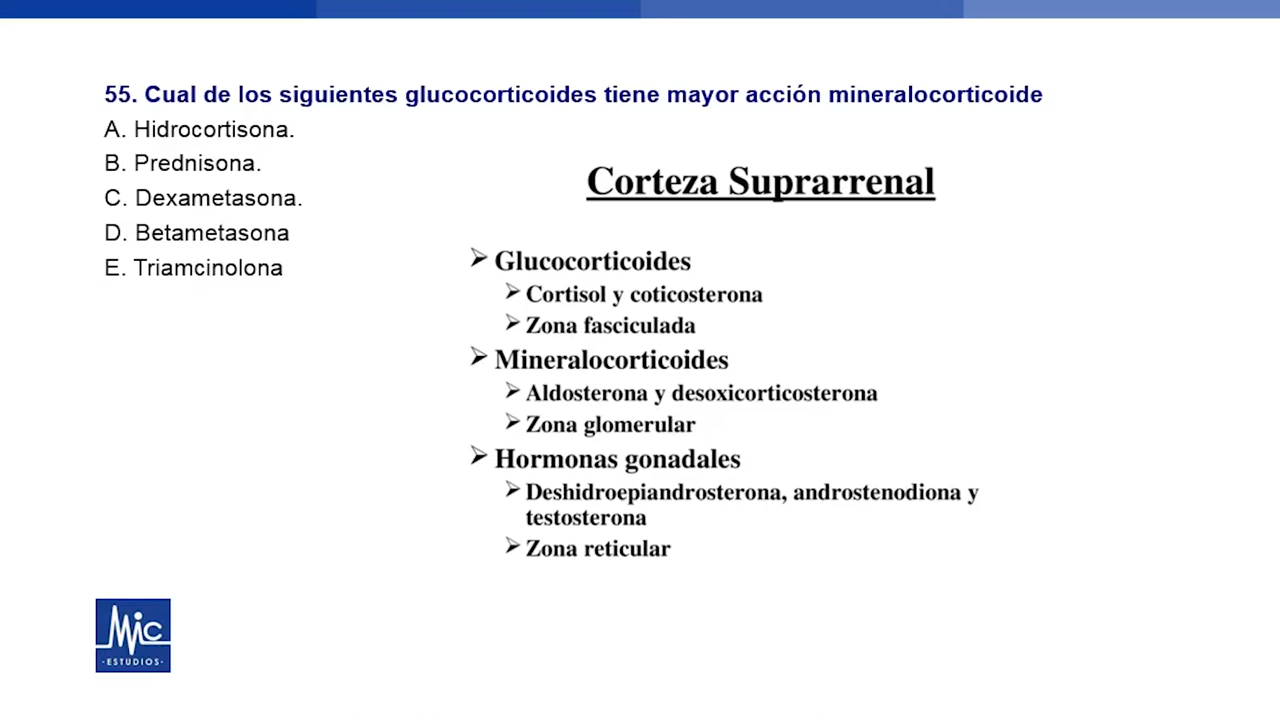 55. Cual de los siguientes glucocorticoides tiene mayor acción mineralocorticoide
A. Hidrocortisona.
B. Prednisona.
C. Dexametasona.
D. Betametasona
E. Triamcinolona
Corteza Suprarrenal
Glucocorticoides
Cortisol y coticosterona
Zona fasciculada
Mineralocorticoides
Aldosterona y desoxicorticosterona
Zona glomerular
Hormonas gonadales
Deshidroepiandrosterona, androstenodiona y
testosterona
Zona reticular
Mic
·ESTUDIOS·